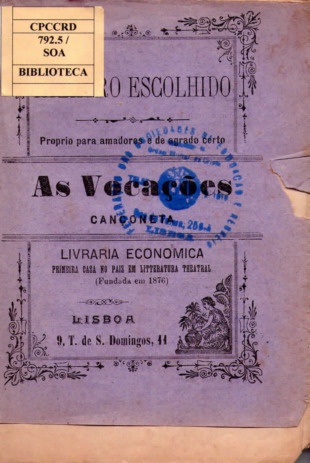 CPCCRD
792.5 /
SOA
BIBLIOTECA
RO ESCOLHIDO
Proprio para amadores e de agrado certo
As Vocações
CANÇONETA
LIVRARIA ECONOMICA
PRIMEIRA CASA NO PAIZ EM LITTERATURA THEATRAL
(Fundada em 1876)
LISBOA
9, T. de S. Domingos, 11